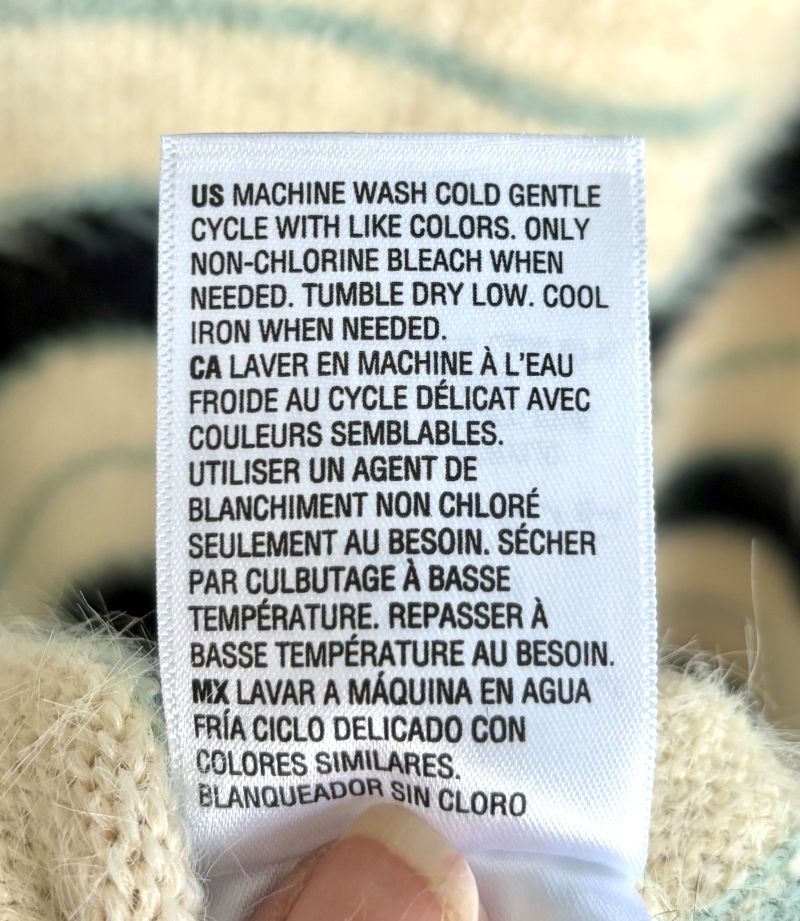 US MACHINE WASH COLD GENTLE
CYCLE WITH LIKE COLORS. ONLY
NON-CHLORINE BLEACH WHEN
NEEDED. TUMBLE DRY LOW. COOL
IRON WHEN NEEDED.
CA LAVER EN MACHINE À L'EAU
FROIDE AU CYCLE DÉLICAT AVEC
COULEURS SEMBLABLES.
UTILISER UN AGENT DE
BLANCHIMENT NON CHLORÉ
SEULEMENT AU BESOIN. SÉCHER
PAR CULBUTAGE À BASSE
TEMPÉRATURE. REPASSER À
BASSE TEMPÉRATURE AU BESOIN.
MX LAVAR A MÁQUINA EN AGUA
FRÍA CICLO DELICADO CON
COLORES SIMILARES.
BLANQUEADOR SIN CLORO